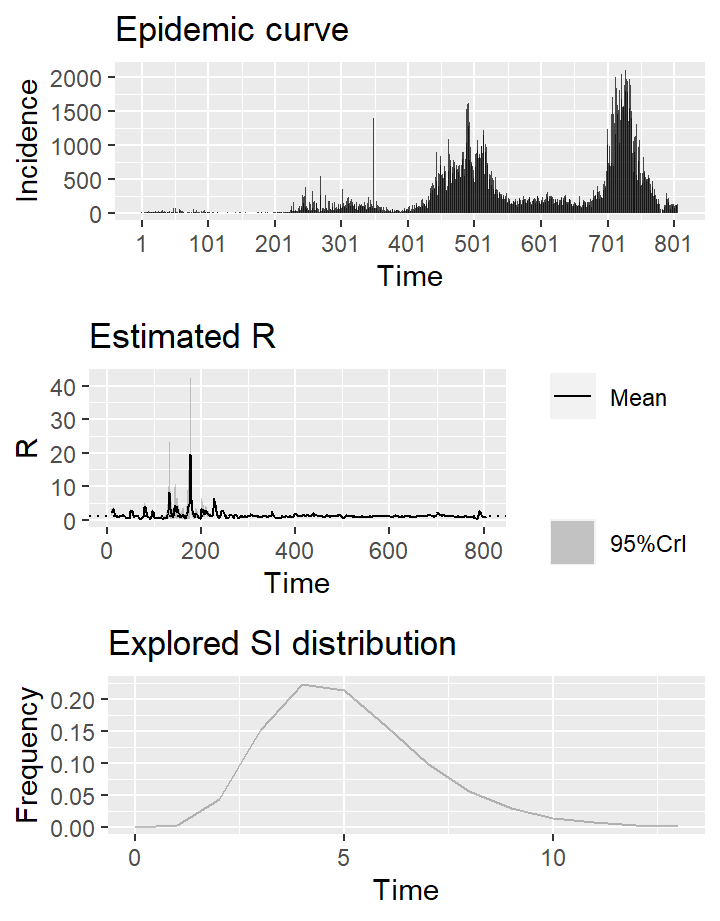 Epidemic curve
Incidence
2000
1500
1000
500
0
1 101 201 301 401 501 601 701 801
Time
Estimated R
R
40
30
20
10
0
0 200 400 600 800
Time
Mean
95%CrI
Explored SI distribution
Frequency
0.20
0.15
0.10
0.05
0.00
0 5 10
Time